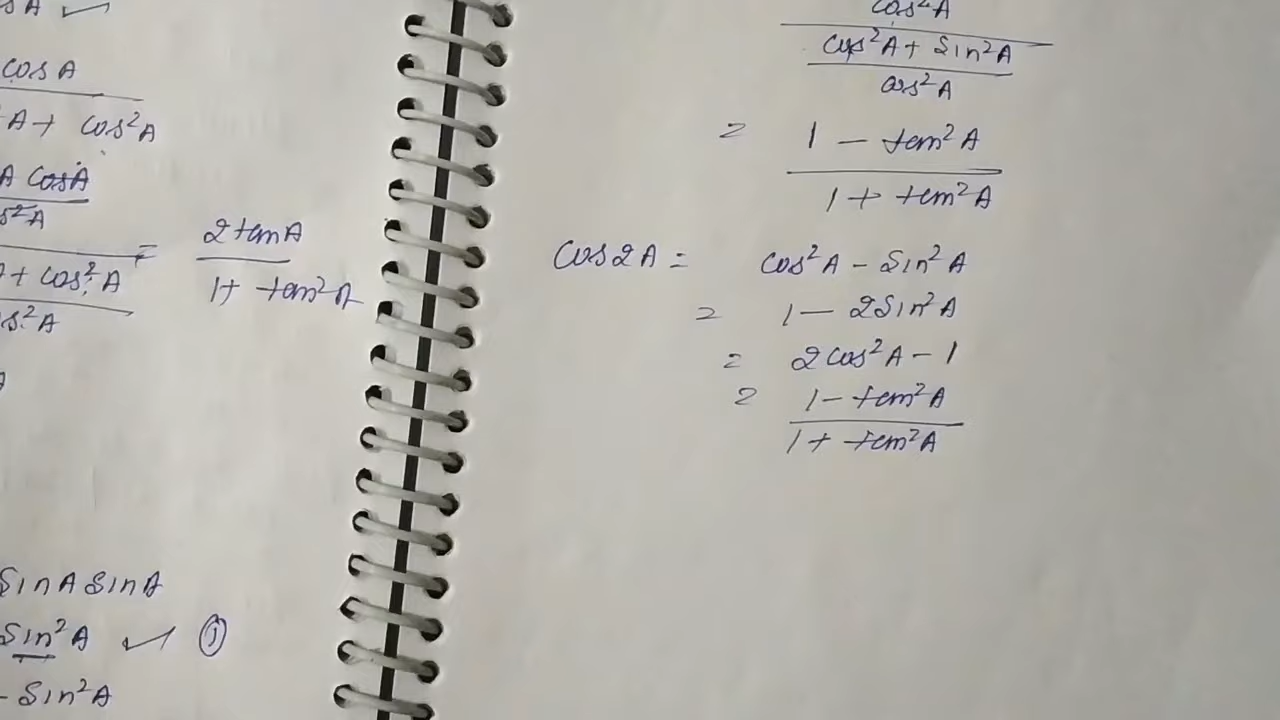 A ✓
cos A
A + cos²A
A cosA
s²A
= 2tanA
1+ tan²A
+ cos²A
s²A
SinA SinA
Sin²A ✓ ①
- Sin²A
cos²A
cos²A + Sin²A
cos²A
= 1 - tan²A
1 + tan²A
Cos2A = cos²A - Sin²A
= 1 - 2Sin²A
= 2cos²A - 1
= 1 - tan²A
1 + tan²A